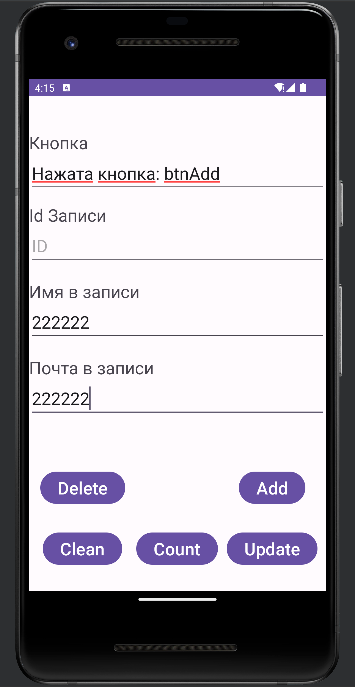 4:15
Кнопка
Нажата кнопка: btnAdd
Id Записи
ID
Имя в записи
222222
Почта в записи
222222
Delete Add
Clean Count Update